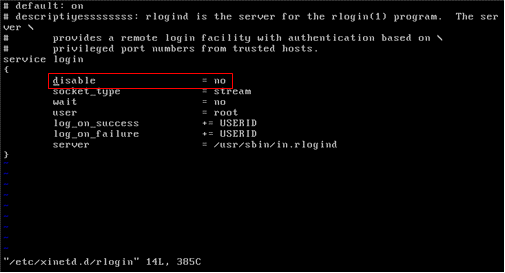 # default: on
# descriptiyessssssss: rlogind is the server for the rlogin(1) program.  The ser
ver \
#       provides a remote login facility with authentication based on \
#       privileged port numbers from trusted hosts.
service login
{
        disable                 = no
        socket_type             = stream
        wait                    = no
        user                    = root
        log_on_success          += USERID
        log_on_failure          += USERID
        server                  = /usr/sbin/in.rlogind
}
~
~
~
~
~
~
~
"/etc/xinetd.d/rlogin" 14L, 385C